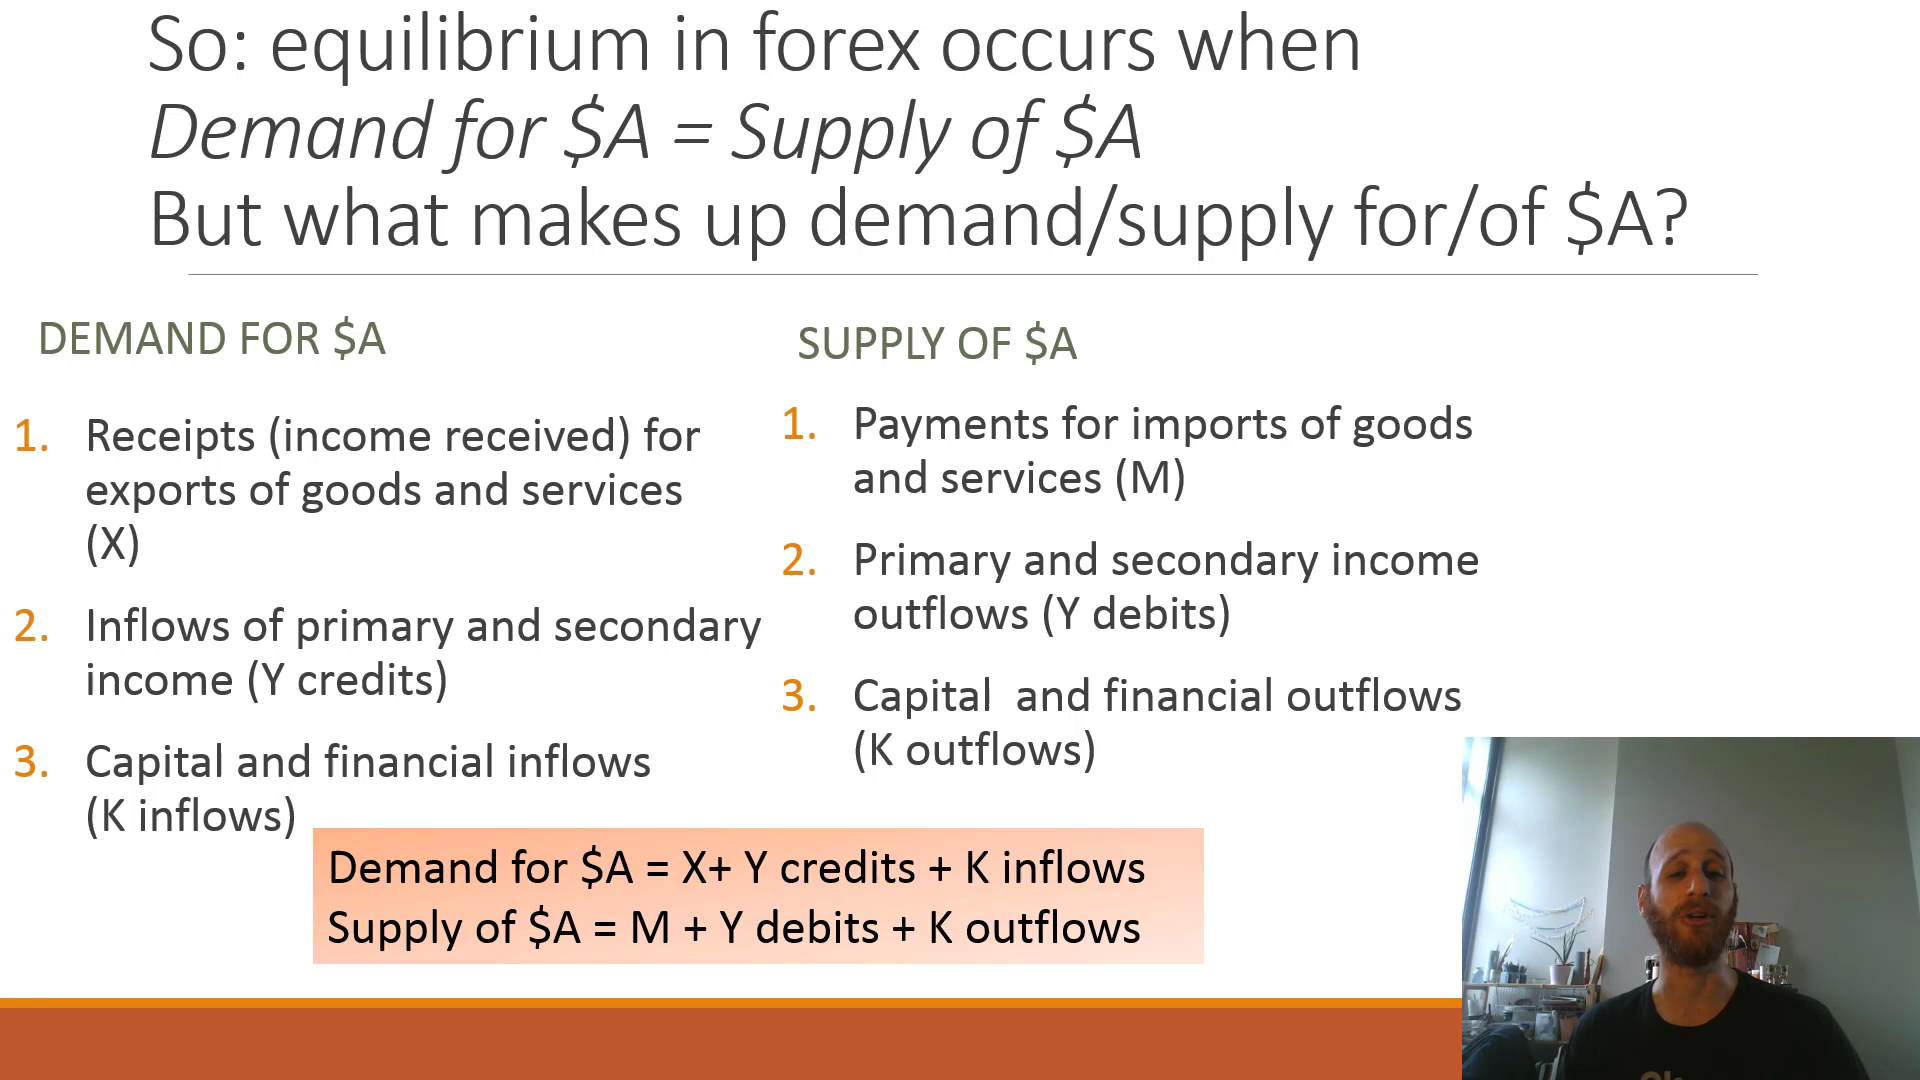 So: equilibrium in forex occurs when
Demand for $A = Supply of $A
But what makes up demand/supply for/of $A?
DEMAND FOR $A
1. Receipts (income received) for
exports of goods and services
(X)
2. Inflows of primary and secondary
income (Y credits)
3. Capital and financial inflows
(K inflows)
SUPPLY OF $A
1. Payments for imports of goods
and services (M)
2. Primary and secondary income
outflows (Y debits)
3. Capital  and financial outflows
(K outflows)
Demand for $A = X+ Y credits + K inflows
Supply of $A = M + Y debits + K outflows